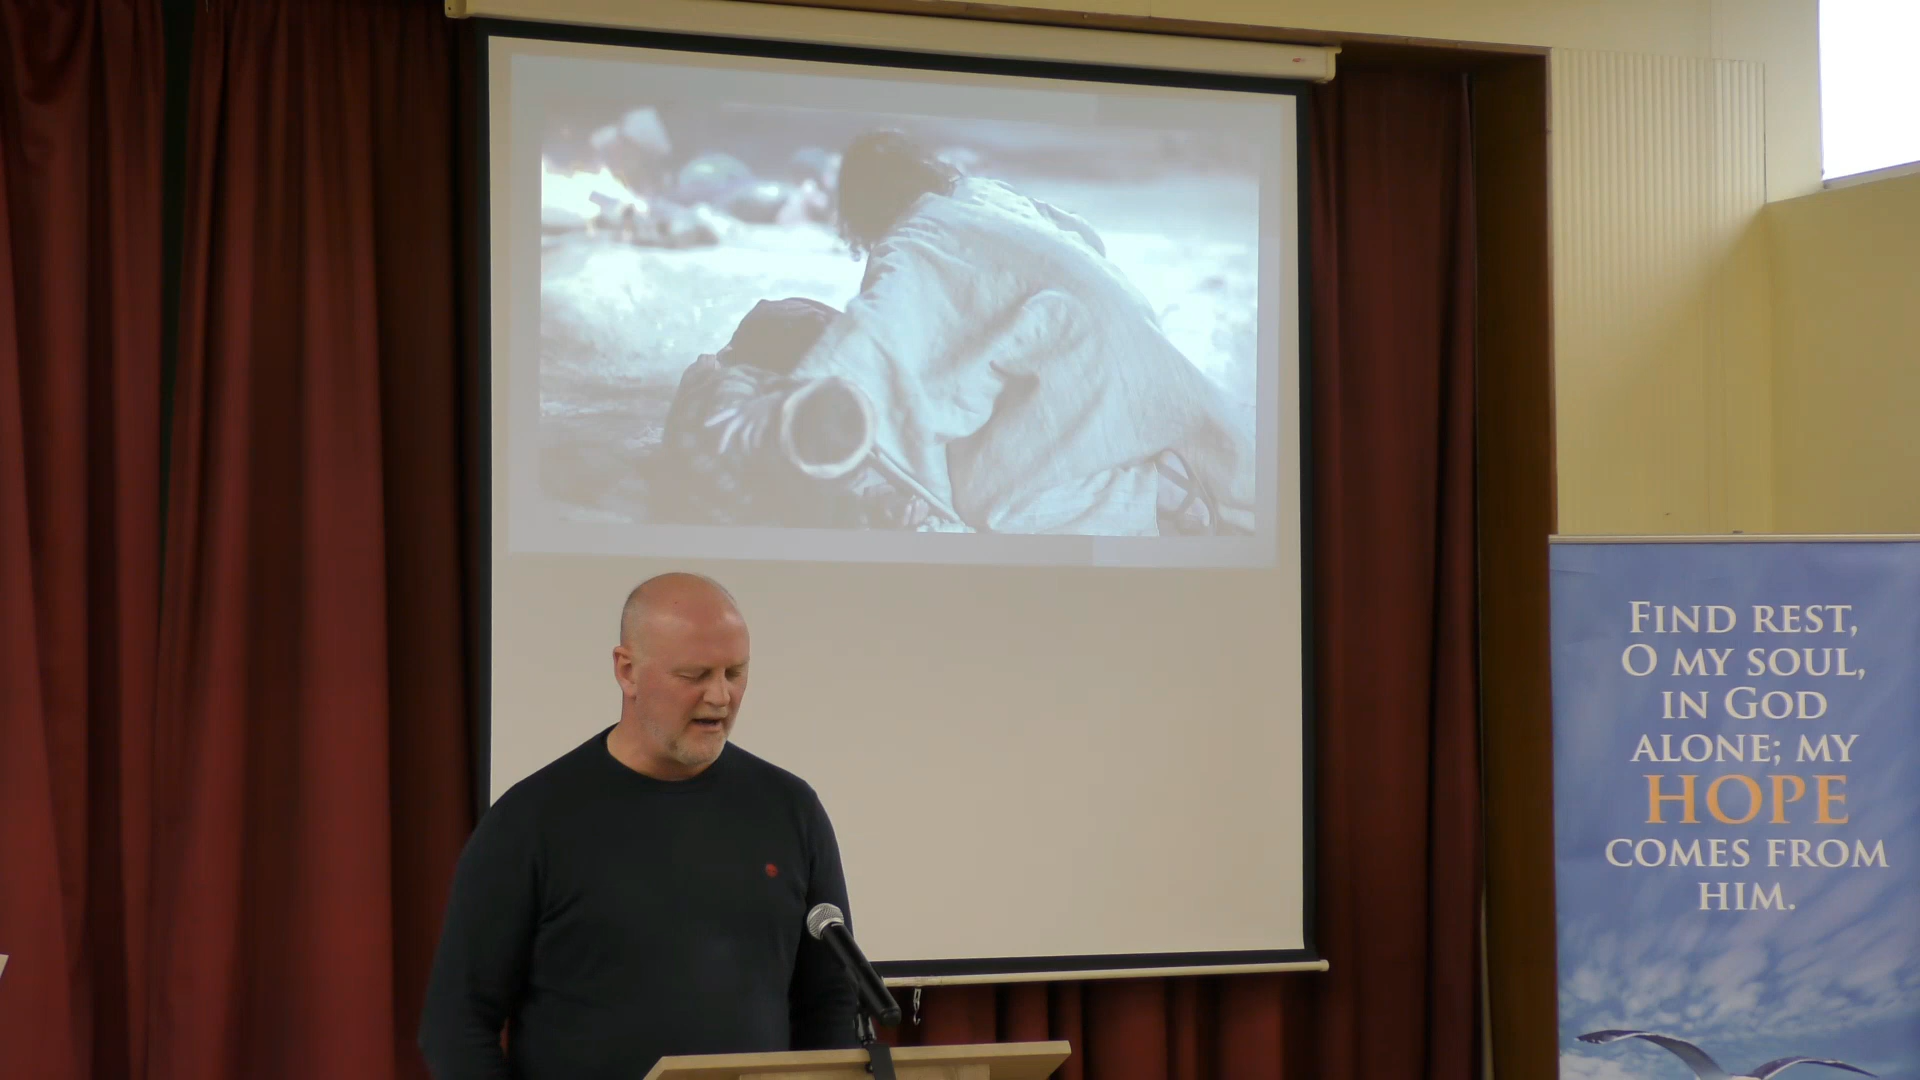 FIND REST,
O MY SOUL,
IN GOD
ALONE; MY
HOPE
COMES FROM
HIM.